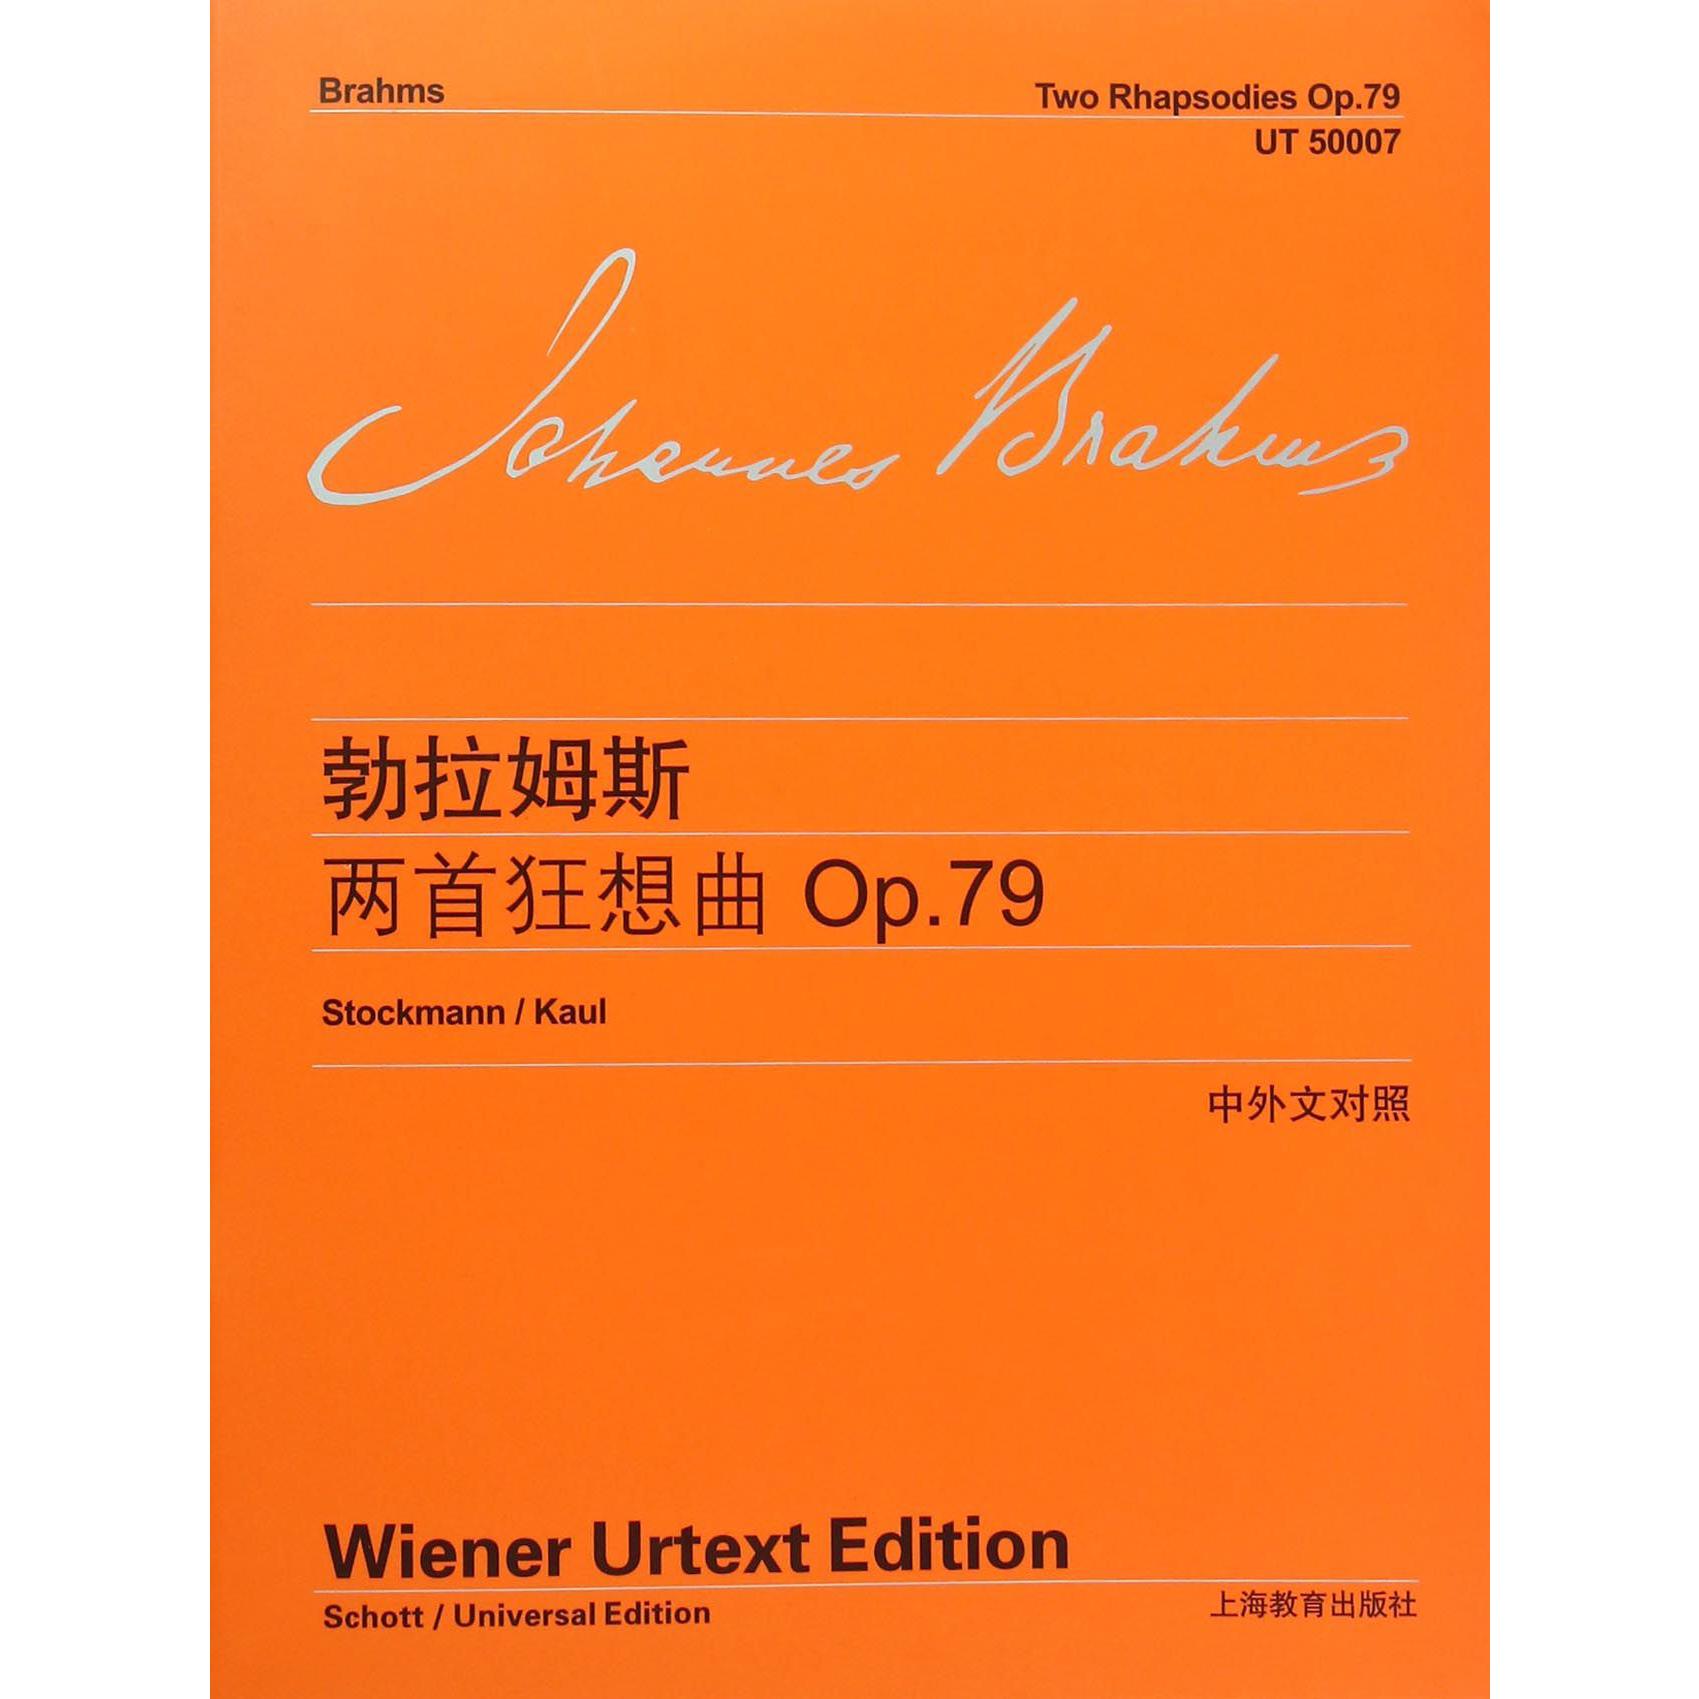 Brahms
Two Rhapsodies Op.79
UT 50007
Johannes Brahms
勃拉姆斯
两首狂想曲 Op.79
Stockmann / Kaul
中外文对照
Wiener Urtext Edition
Schott / Universal Edition
上海教育出版社